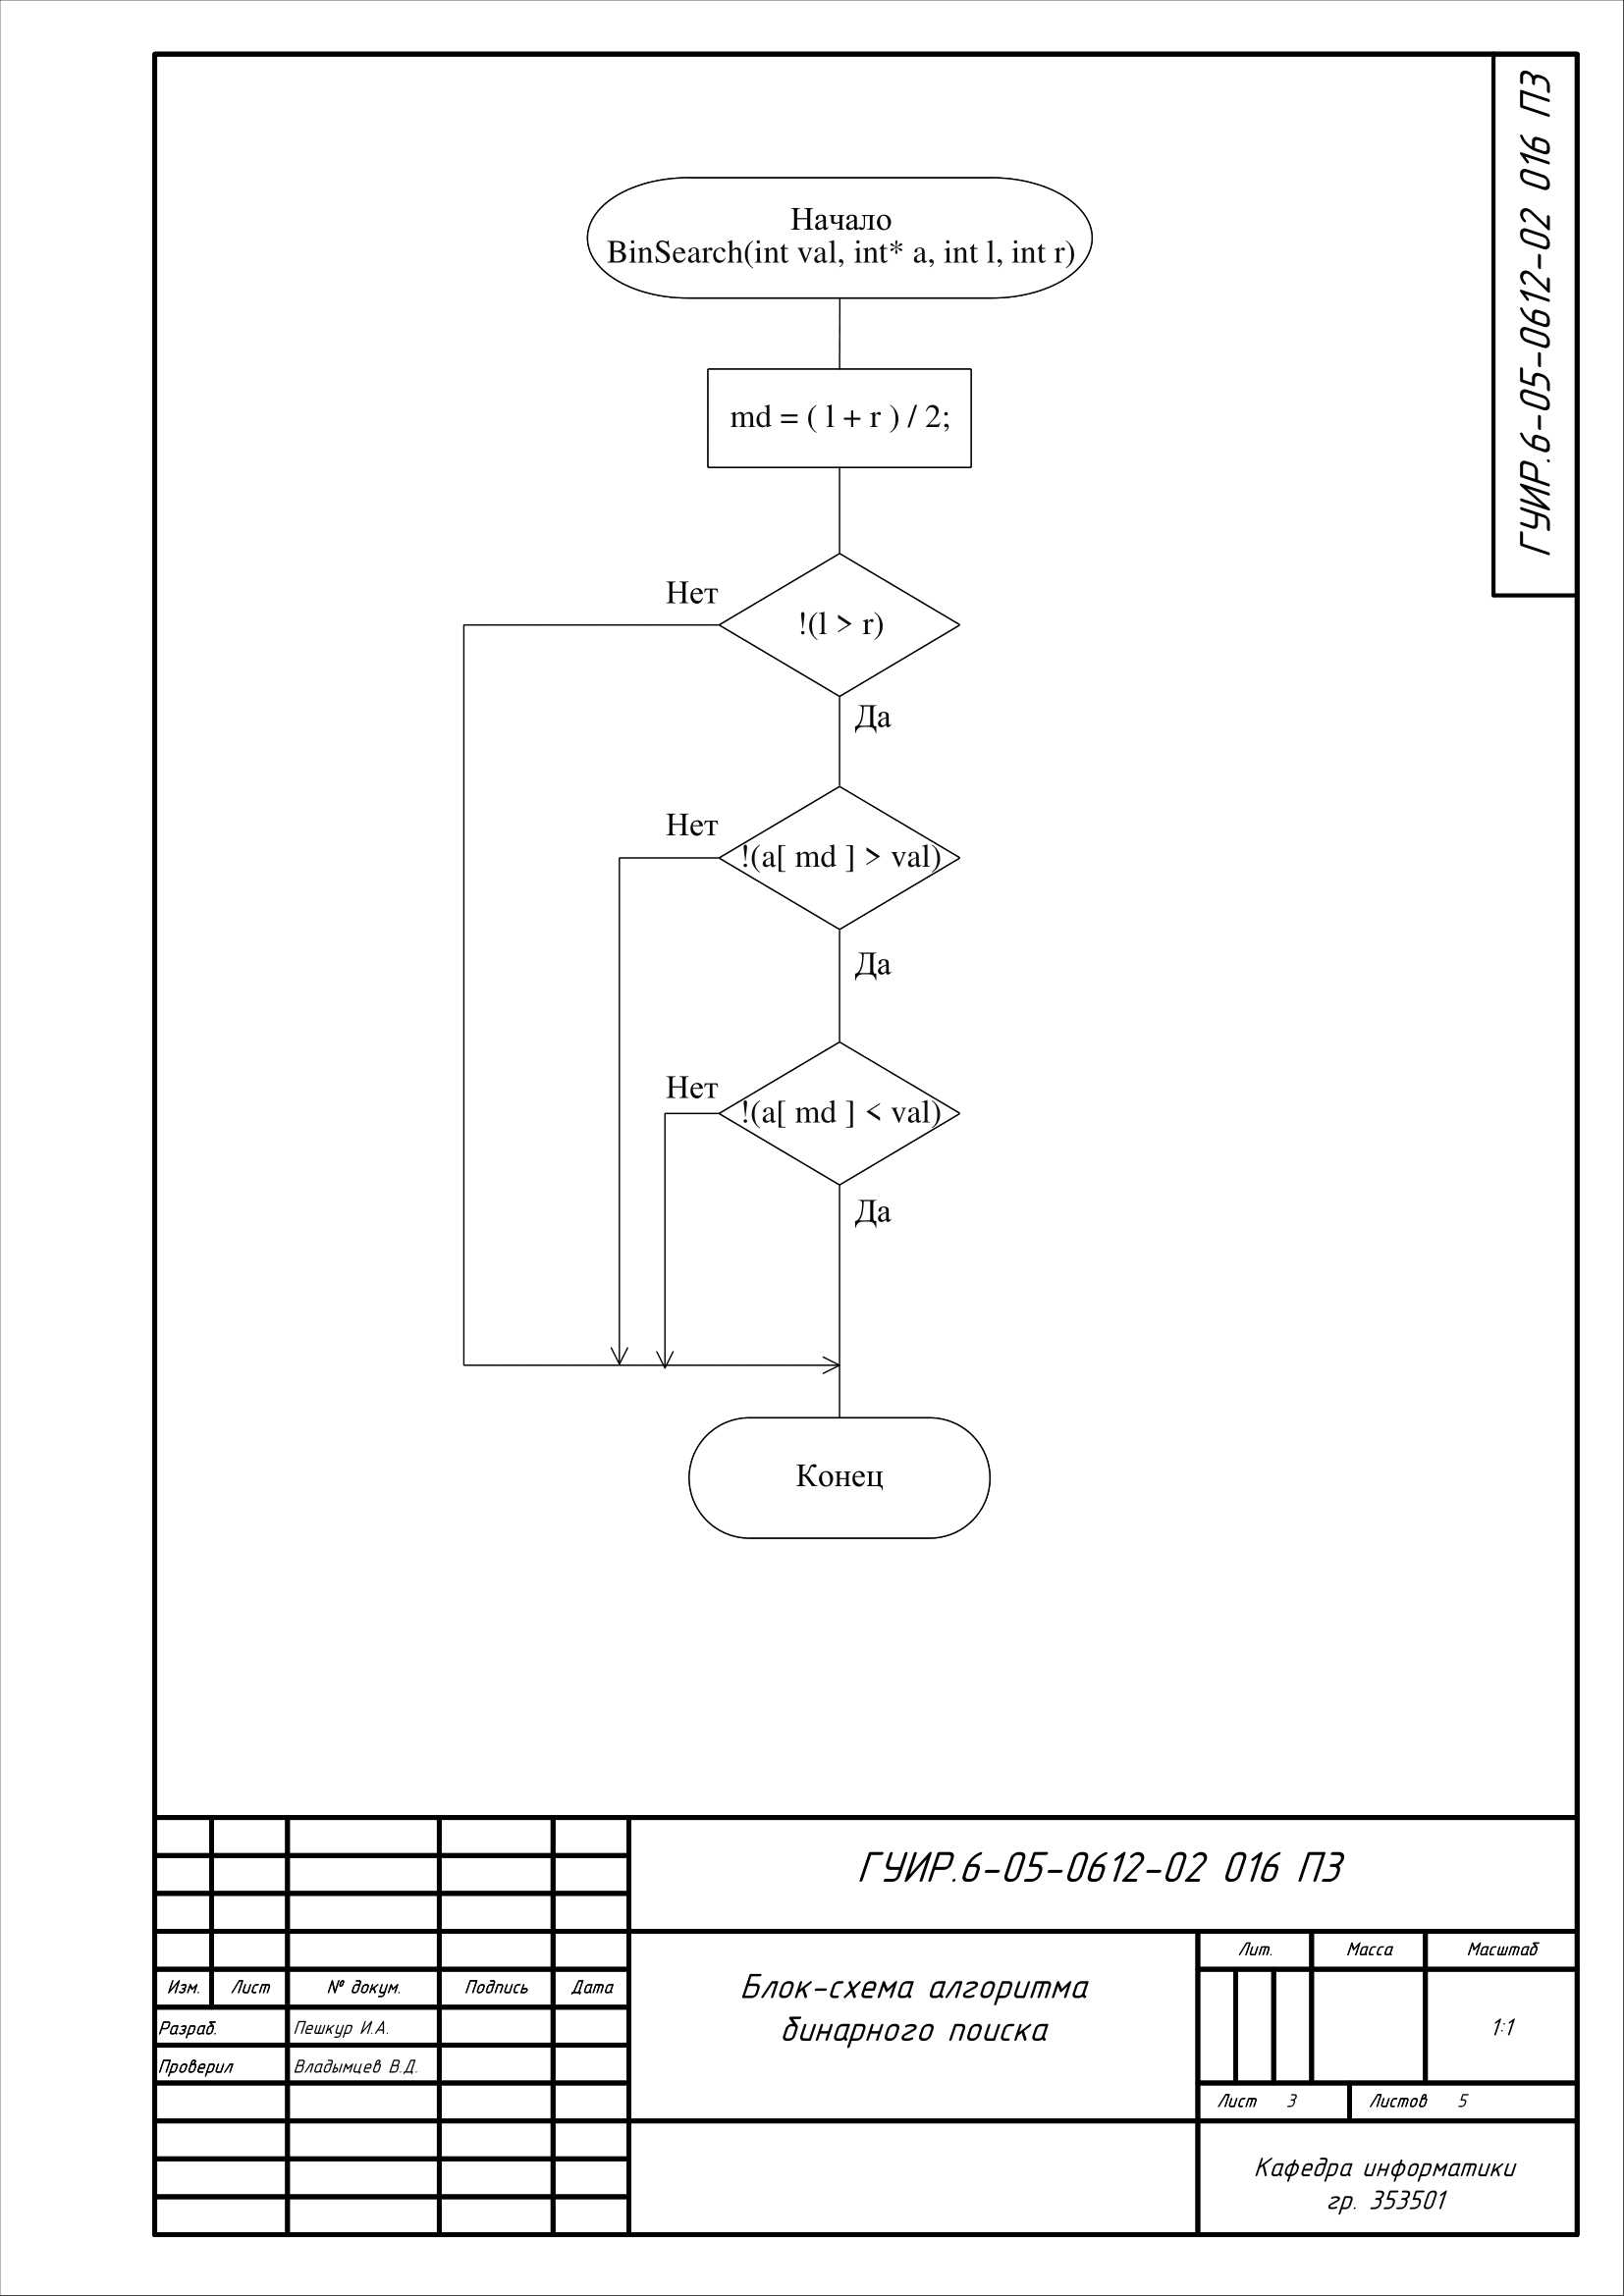 ГУИР.6-05-0612-02 016 ПЗ
Начало
BinSearch(int val, int* a, int l, int r)
md = ( l + r ) / 2;
Нет
!(l > r)
Да
Нет
!(a[ md ] > val)
Да
Нет
!(a[ md ] < val)
Да
Конец
ГУИР.6-05-0612-02 016 ПЗ
Лит. Масса Масштаб
Изм. Лист № докум. Подпись Дата
Блок-схема алгоритма
бинарного поиска
Разраб. Пешкур И.А.
1:1
Проверил Владымцев В.Д.
Лист 3 Листов 5
Кафедра информатики
гр. 353501